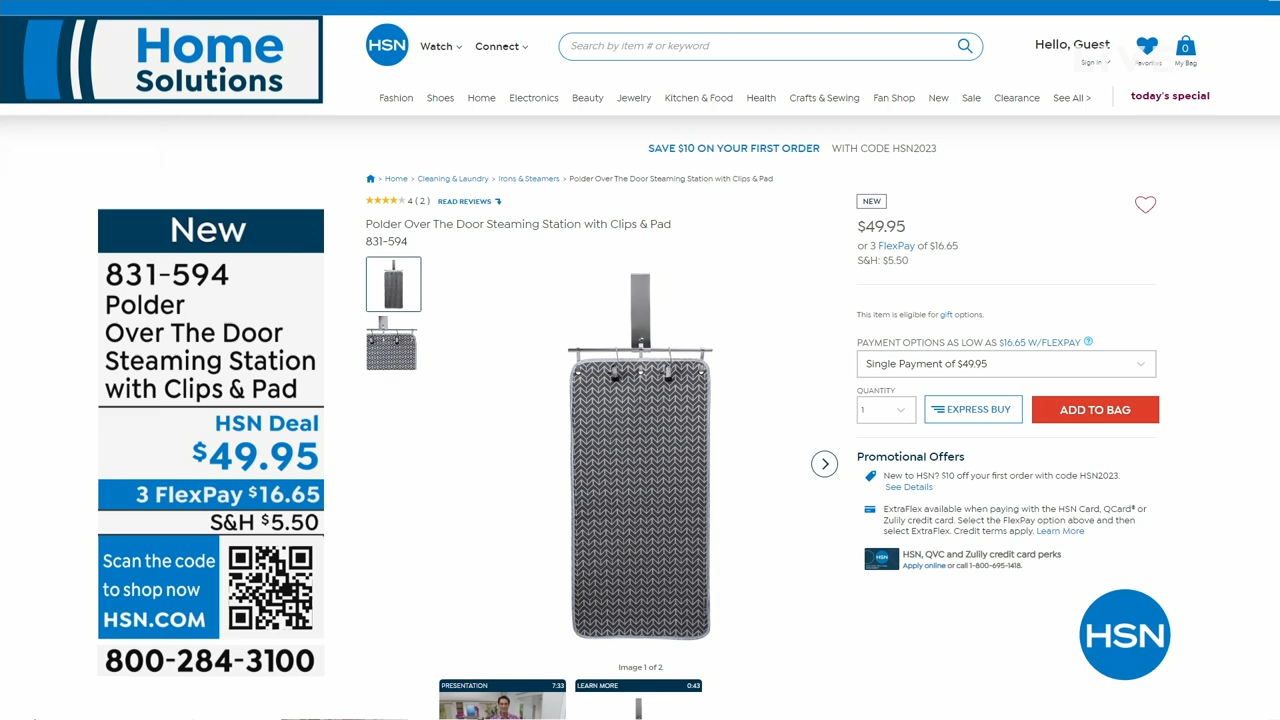 Home
Solutions
HSN
Watch
Connect
Search by item # or keyword
Hello, Guest
Sign In
Favorites
0
My Bag
Fashion Shoes Home Electronics Beauty Jewelry Kitchen & Food Health Crafts & Sewing Fan Shop New Sale Clearance See All >
today's special
SAVE $10 ON YOUR FIRST ORDER WITH CODE HSN2023
> Home > Cleaning & Laundry > Irons & Steamers > Polder Over The Door Steaming Station with Clips & Pad
4 ( 2 ) READ REVIEWS
Polder Over The Door Steaming Station with Clips & Pad
831-594
New
831-594
Polder
Over The Door
Steaming Station
with Clips & Pad
HSN Deal
$49.95
3 FlexPay $16.65
S&H $5.50
Scan the code
to shop now
HSN.COM
800-284-3100
Image 1 of 2
PRESENTATION 7:33
LEARN MORE 0:43
NEW
$49.95
or 3 FlexPay of $16.65
S&H: $5.50
This item is eligible for gift options.
PAYMENT OPTIONS AS LOW AS $16.65 W/FLEXPAY ?
Single Payment of $49.95
QUANTITY
1
EXPRESS BUY
ADD TO BAG
Promotional Offers
New to HSN? $10 off your first order with code HSN2023.
See Details
ExtraFlex available when paying with the HSN Card, QCard® or
Zulily credit card. Select the FlexPay option above and then
select ExtraFlex. Credit terms apply. Learn More
HSN
HSN, QVC and Zulily credit card perks
Apply online or call 1-800-695-1418.
HSN